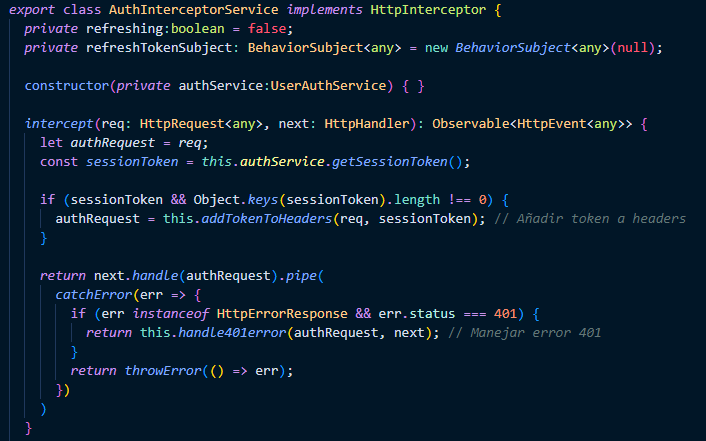 export class AuthInterceptorService implements HttpInterceptor {
  private refreshing:boolean = false;
  private refreshTokenSubject: BehaviorSubject<any> = new BehaviorSubject<any>(null);

  constructor(private authService:UserAuthService) { }

  intercept(req: HttpRequest<any>, next: HttpHandler): Observable<HttpEvent<any>> {
    let authRequest = req;
    const sessionToken = this.authService.getSessionToken();

    if (sessionToken && Object.keys(sessionToken).length !== 0) {
      authRequest = this.addTokenToHeaders(req, sessionToken); // Añadir token a headers
    }

    return next.handle(authRequest).pipe(
      catchError(err => {
        if (err instanceof HttpErrorResponse && err.status === 401) {
          return this.handle401error(authRequest, next); // Manejar error 401
        }
        return throwError(() => err);
      })
    )
  }